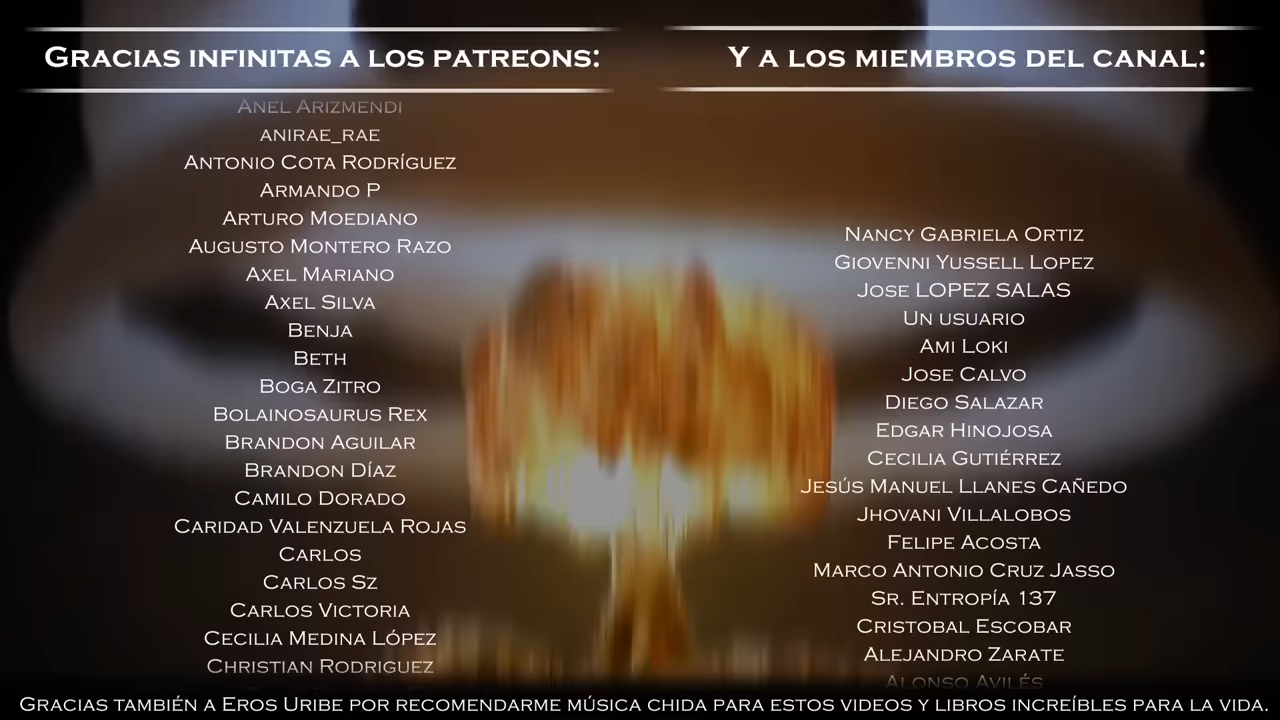 Gracias infinitas a los patreons:
Anel Arizmendi
anirae_rae
Antonio Cota Rodríguez
Armando P
Arturo Moediano
Augusto Montero Razo
Axel Mariano
Axel Silva
Benja
Beth
Boga Zitro
Bolainosaurus Rex
Brandon Aguilar
Brandon Díaz
Camilo Dorado
Caridad Valenzuela Rojas
Carlos
Carlos Sz
Carlos Victoria
Cecilia Medina López
Christian Rodriguez
Y a los miembros del canal:
Nancy Gabriela Ortiz
Giovenni Yussell Lopez
Jose LOPEZ SALAS
Un usuario
Ami Loki
Jose Calvo
Diego Salazar
Edgar Hinojosa
Cecilia Gutiérrez
Jesús Manuel Llanes Cañedo
Jhovani Villalobos
Felipe Acosta
Marco Antonio Cruz Jasso
Sr. Entropía 137
Cristobal Escobar
Alejandro Zarate
Alonso Avilés
Gracias también a Eros Uribe por recomendarme música chida para estos videos y libros increíbles para la vida.